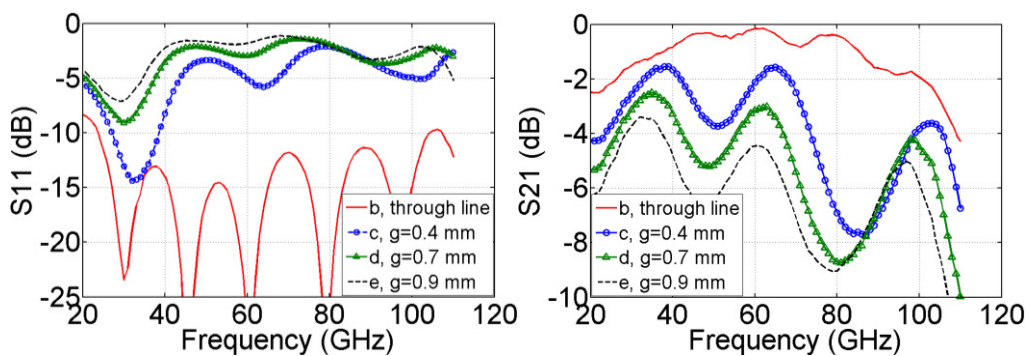 0
-5
-10
-15
-20
-25
20 40 60 80 100 120
S11 (dB)
Frequency (GHz)
b, through line
c, g=0.4 mm
d, g=0.7 mm
e, g=0.9 mm
0
-2
-4
-6
-8
-10
20 40 60 80 100 120
S21 (dB)
Frequency (GHz)
b, through line
c, g=0.4 mm
d, g=0.7 mm
e, g=0.9 mm